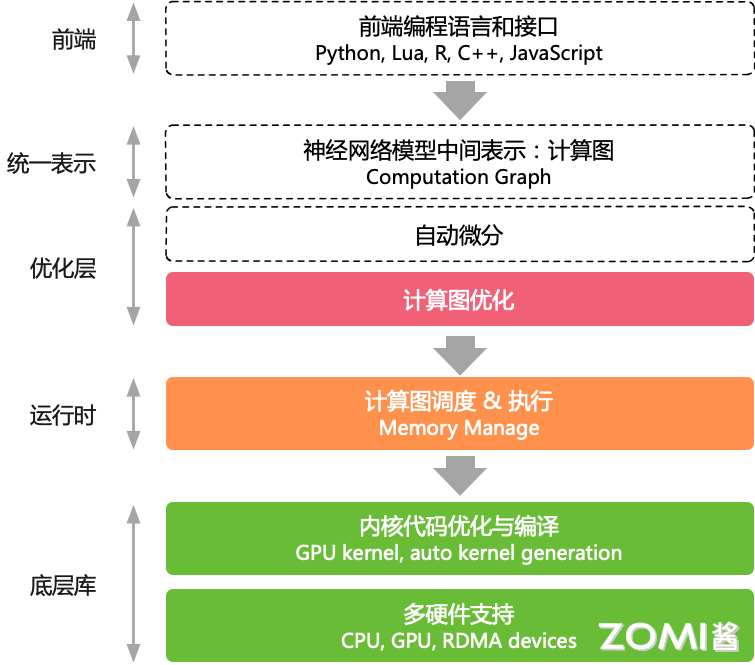 前端
前端编程语言和接口
Python, Lua, R, C++, JavaScript
统一表示
神经网络模型中间表示：计算图
Computation Graph
优化层
自动微分
计算图优化
运行时
计算图调度 & 执行
Memory Manage
底层库
内核代码优化与编译
GPU kernel, auto kernel generation
多硬件支持
CPU, GPU, RDMA devices
ZOMI酱